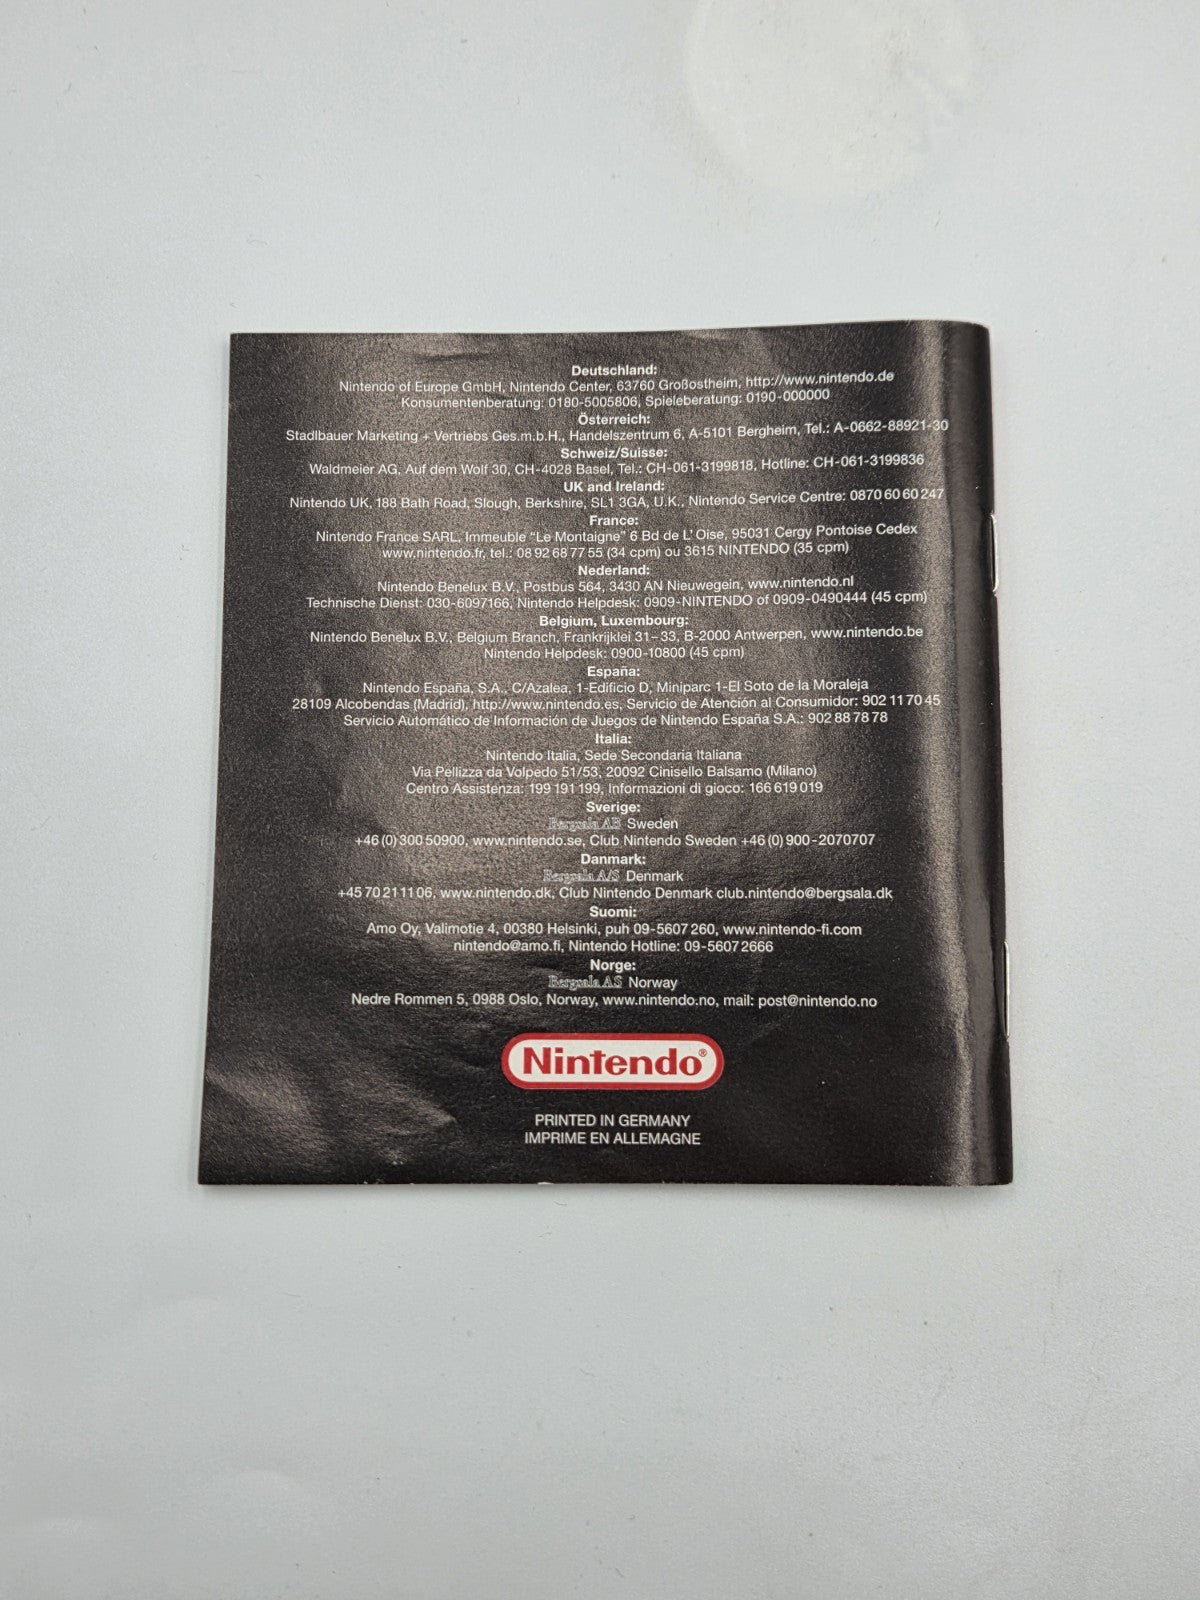 Deutschland:
Nintendo of Europe GmbH, Nintendo Center, 63760 Großostheim, http://www.nintendo.de
Konsumentenberatung: 0180-5005806, Spieleberatung: 0190-000000
Österreich:
Stadlbauer Marketing + Vertriebs Ges.m.b.H., Handelszentrum 6, A-5101 Bergheim, Tel.: A-0662-88921-30
Schweiz/Suisse:
Waldmeier AG, Auf dem Wolf 30, CH-4028 Basel, Tel.: CH-061-3199818, Hotline: CH-061-3199836
UK and Ireland:
Nintendo UK, 188 Bath Road, Slough, Berkshire, SL1 3GA, U.K., Nintendo Service Centre: 0870 60 60 247
France:
Nintendo France SARL, Immeuble "Le Montaigne" 6 Bd de L' Oise, 95031 Cergy Pontoise Cedex
www.nintendo.fr, tel.: 08 92 68 77 55 (34 cpm) ou 3615 NINTENDO (35 cpm)
Nederland:
Nintendo Benelux B.V., Postbus 564, 3430 AN Nieuwegein, www.nintendo.nl
Technische Dienst: 030-6097166, Nintendo Helpdesk: 0909-NINTENDO of 0909-0490444 (45 cpm)
Belgium, Luxembourg:
Nintendo Benelux B.V., Belgium Branch, Frankrijklei 31–33, B-2000 Antwerpen, www.nintendo.be
Nintendo Helpdesk: 0900-10800 (45 cpm)
España:
Nintendo España, S.A., C/Azalea, 1-Edificio D, Miniparc 1-El Soto de la Moraleja
28109 Alcobendas (Madrid), http://www.nintendo.es, Servicio de Atención al Consumidor: 902 11 70 45
Servicio Automático de Información de Juegos de Nintendo España S.A.: 902 88 78 78
Italia:
Nintendo Italia, Sede Secondaria Italiana
Via Pellizza da Volpedo 51/53, 20092 Cinisello Balsamo (Milano)
Centro Assistenza: 199 191 199, Informazioni di gioco: 166 619 019
Sverige:
Bergsala AB Sweden
+46 (0) 300 50900, www.nintendo.se, Club Nintendo Sweden +46 (0) 900-2070707
Danmark:
Bergsala A/S Denmark
+45 70 21 11 06, www.nintendo.dk, Club Nintendo Denmark club.nintendo@bergsala.dk
Suomi:
Amo Oy, Valimotie 4, 00380 Helsinki, puh 09-5607 260, www.nintendo-fi.com
nintendo@amo.fi, Nintendo Hotline: 09-5607 2666
Norge:
Bergsala AS Norway
Nedre Rommen 5, 0988 Oslo, Norway, www.nintendo.no, mail: post@nintendo.no
Nintendo®
PRINTED IN GERMANY
IMPRIME EN ALLEMAGNE